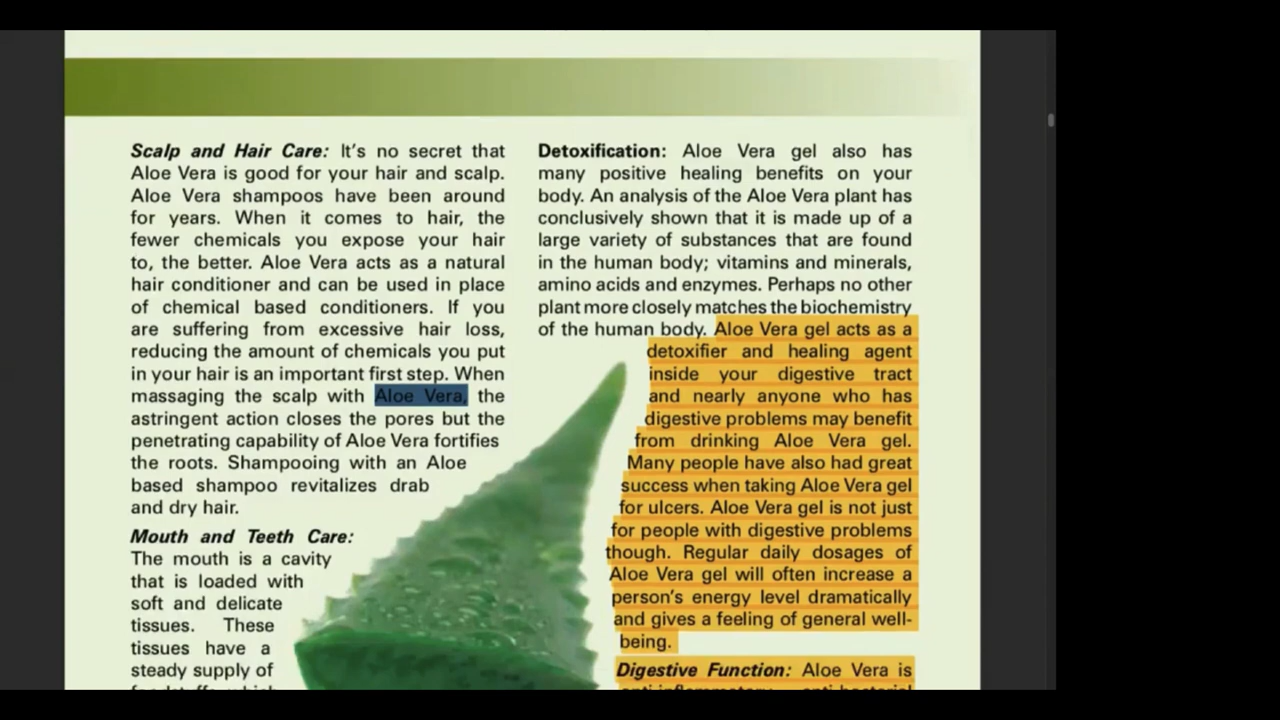 Scalp and Hair Care: It's no secret that
Aloe Vera is good for your hair and scalp.
Aloe Vera shampoos have been around
for years. When it comes to hair, the
fewer chemicals you expose your hair
to, the better. Aloe Vera acts as a natural
hair conditioner and can be used in place
of chemical based conditioners. If you
are suffering from excessive hair loss,
reducing the amount of chemicals you put
in your hair is an important first step. When
massaging the scalp with Aloe Vera, the
astringent action closes the pores but the
penetrating capability of Aloe Vera fortifies
the roots. Shampooing with an Aloe
based shampoo revitalizes drab
and dry hair.
Mouth and Teeth Care:
The mouth is a cavity
that is loaded with
soft and delicate
tissues. These
tissues have a
steady supply of
Detoxification: Aloe Vera gel also has
many positive healing benefits on your
body. An analysis of the Aloe Vera plant has
conclusively shown that it is made up of a
large variety of substances that are found
in the human body; vitamins and minerals,
amino acids and enzymes. Perhaps no other
plant more closely matches the biochemistry
of the human body. Aloe Vera gel acts as a
detoxifier and healing agent
inside your digestive tract
and nearly anyone who has
digestive problems may benefit
from drinking Aloe Vera gel.
Many people have also had great
success when taking Aloe Vera gel
for ulcers. Aloe Vera gel is not just
for people with digestive problems
though. Regular daily dosages of
Aloe Vera gel will often increase a
person's energy level dramatically
and gives a feeling of general well-
being.
Digestive Function: Aloe Vera is